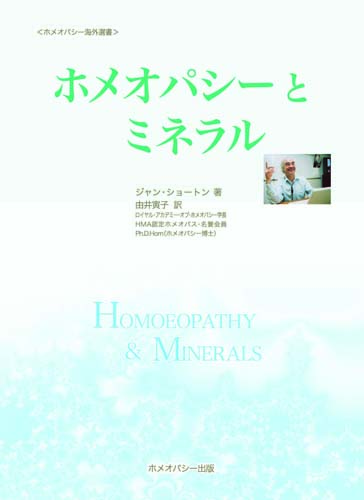 ＜ホメオパシー海外選書＞
ホメオパシーと
ミネラル
ジャン・ショートン 著
由井寅子 訳
ロイヤル・アカデミー・オブ・ホメオパシー学長
HMA認定ホメオパス・名誉会員
Ph.D.Hom(ホメオパシー博士)
HOMOEOPATHY
& MINERALS
ホメオパシー出版